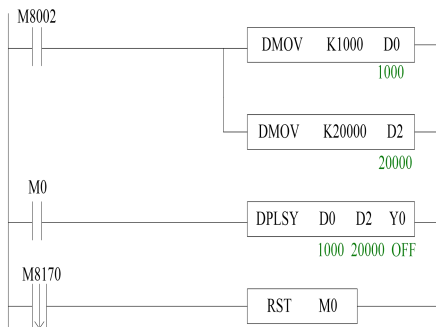 M8002
DMOV K1000 D0
1000
DMOV K20000 D2
20000
M0
DPLSY D0 D2 Y0
1000 20000 OFF
M8170
RST M0